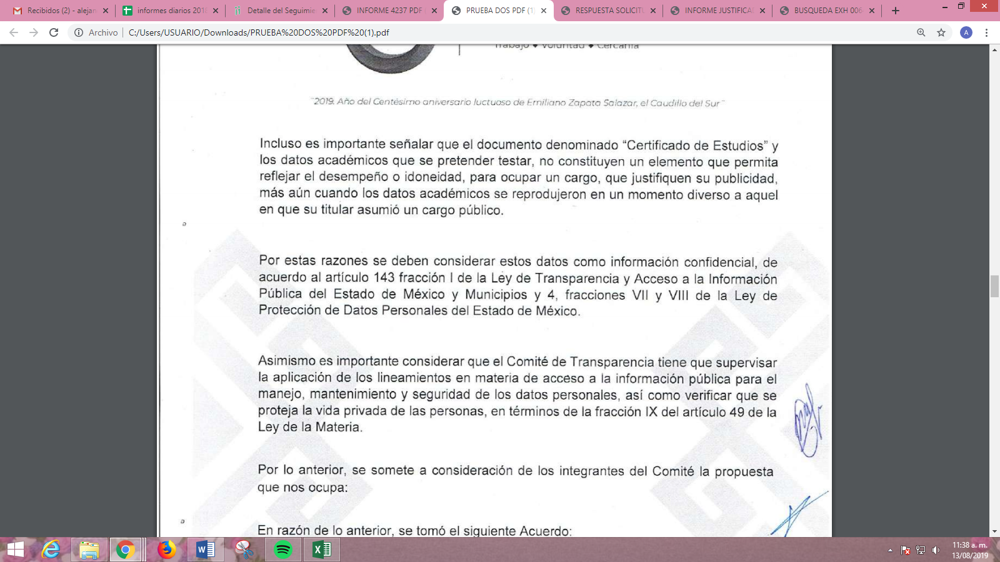 Recibidos (2) - alejan
informes diarios 2018
Detalle del Seguimie
INFORME 4237 PDF (
PRUEBA DOS PDF (1)
RESPUESTA SOLICITU
INFORME JUSTIFICA
BUSQUEDA EXH 006
Archivo
C:/Users/USUARIO/Downloads/PRUEBA%20DOS%20PDF%20(1).pdf
A
Trabajo ♦ Voluntad ♦ Cercanía
"2019. Año del Centésimo aniversario luctuoso de Emiliano Zapata Salazar, el Caudillo del Sur"
Incluso es importante señalar que el documento denominado “Certificado de Estudios” y
los datos académicos que se pretender testar, no constituyen un elemento que permita
reflejar el desempeño o idoneidad, para ocupar un cargo, que justifiquen su publicidad,
más aún cuando los datos académicos se reprodujeron en un momento diverso a aquel
en que su titular asumió un cargo público.
Por estas razones se deben considerar estos datos como información confidencial, de
acuerdo al artículo 143 fracción I de la Ley de Transparencia y Acceso a la Información
Pública del Estado de México y Municipios y 4, fracciones VII y VIII de la Ley de
Protección de Datos Personales del Estado de México.
Asimismo es importante considerar que el Comité de Transparencia tiene que supervisar
la aplicación de los lineamientos en materia de acceso a la información pública para el
manejo, mantenimiento y seguridad de los datos personales, así como verificar que se
proteja la vida privada de las personas, en términos de la fracción IX del artículo 49 de la
Ley de la Materia.
Por lo anterior, se somete a consideración de los integrantes del Comité la propuesta
que nos ocupa:
En razón de lo anterior, se tomó el siguiente Acuerdo:
11:38 a. m.
13/08/2019